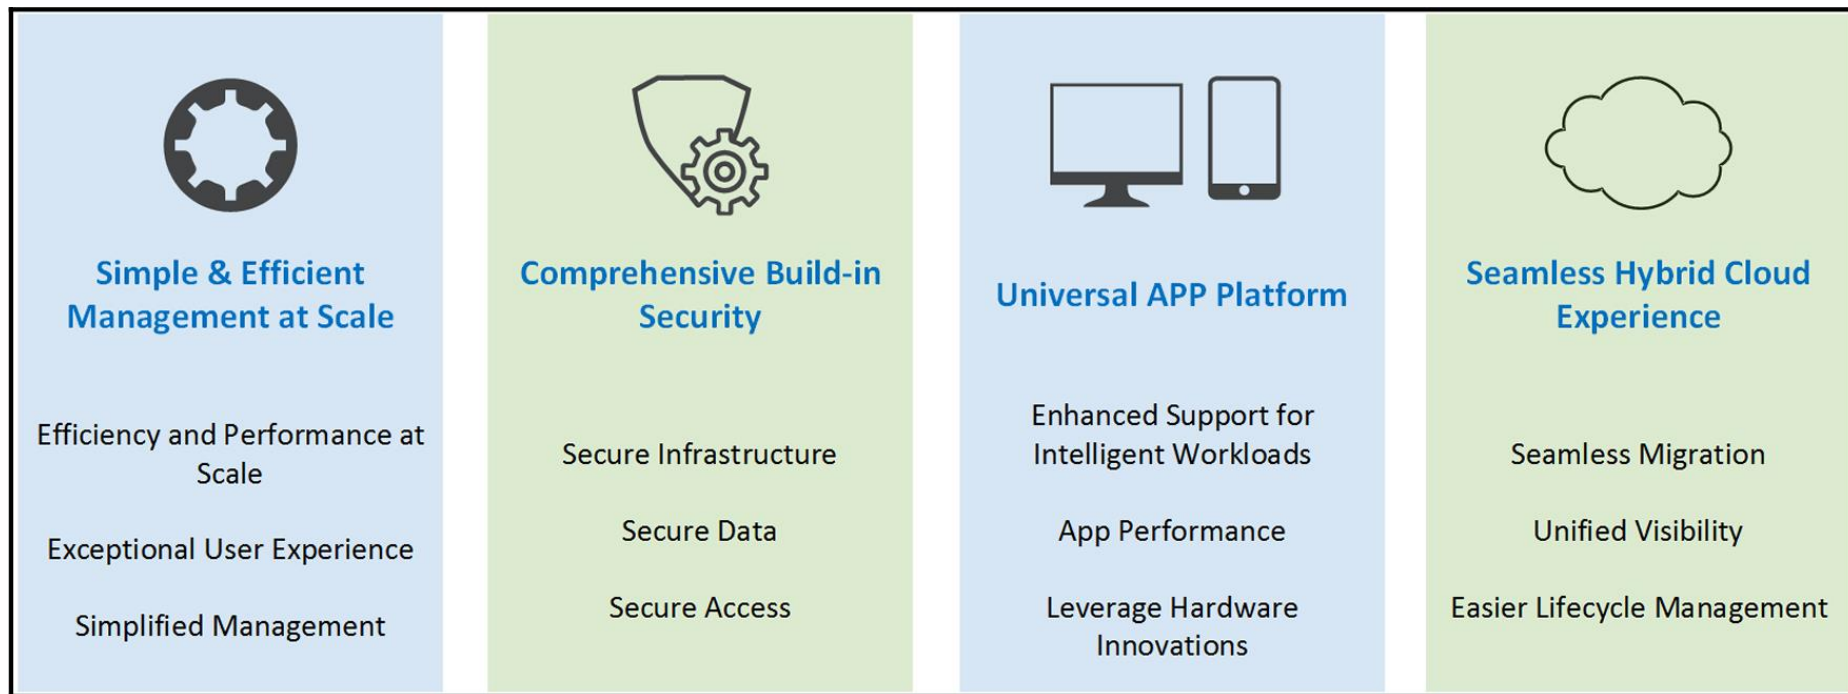 Simple & Efficient
Management at Scale
Efficiency and Performance at
Scale
Exceptional User Experience
Simplified Management
Comprehensive Build-in
Security
Secure Infrastructure
Secure Data
Secure Access
Universal APP Platform
Enhanced Support for
Intelligent Workloads
App Performance
Leverage Hardware
Innovations
Seamless Hybrid Cloud
Experience
Seamless Migration
Unified Visibility
Easier Lifecycle Management